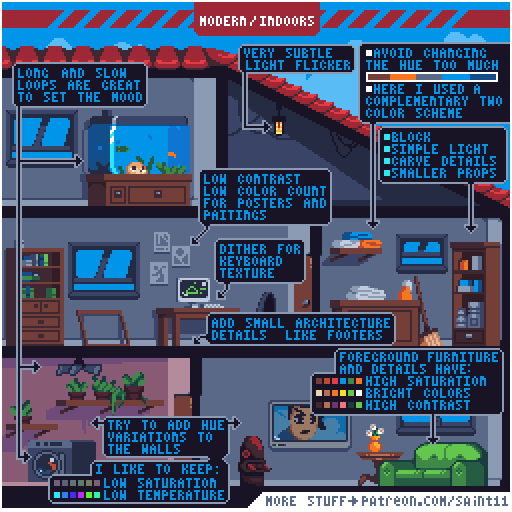 MODERN/INDOORS
VERY SUBTLE
LIGHT FLICKER
AVOID CHANGING
THE HUE TOO MUCH
HERE I USED A
COMPLEMENTARY TWO
COLOR SCHEME
LONG AND SLOW
LOOPS ARE GREAT
TO SET THE MOOD
BLOCK
SIMPLE LIGHT
CARVE DETAILS
SMALLER PROPS
LOW CONTRAST
LOW COLOR COUNT
FOR POSTERS AND
PAITINGS
DITHER FOR
KEYBOARD
TEXTURE
ADD SMALL ARCHITECTURE
DETAILS LIKE FOOTERS
FOREGROUND FURNITURE
AND DETAILS HAVE:
HIGH SATURATION
BRIGHT COLORS
HIGH CONTRAST
TRY TO ADD HUE
VARIATIONS TO
THE WALLS
I LIKE TO KEEP:
LOW SATURATION
LOW TEMPERATURE
MORE STUFF→PATREON.COM/SAINT11